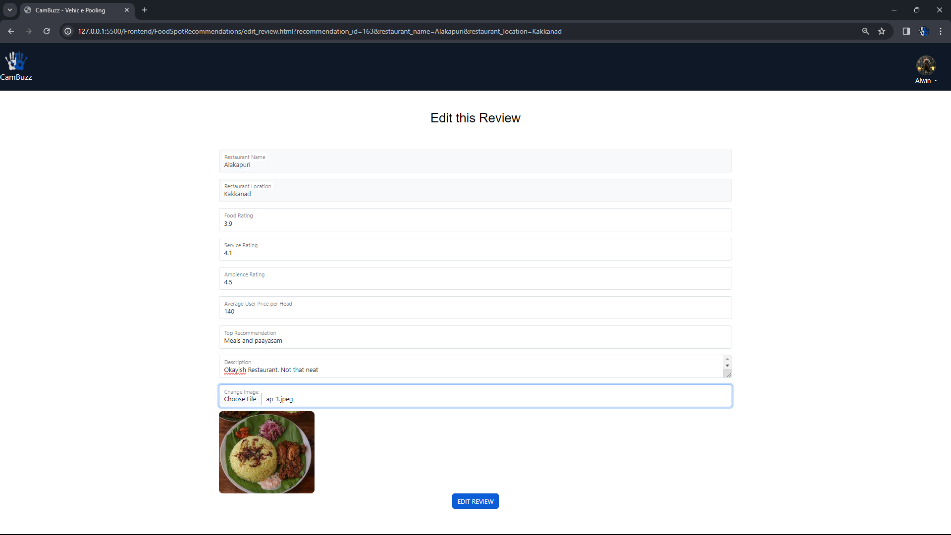 CamBuzz - Vehicle Pooling
127.0.0.1:5500/Frontend/FoodSpotRecommendations/edit_review.html?recommendation_id=163&restaurant_name=Alakapuri&restaurant_location=Kakkanad
CamBuzz
Alwin
Edit this Review
Restaurant Name
Alakapuri
Restaurant Location
Kakkanad
Food Rating
3.9
Service Rating
4.1
Ambience Rating
4.5
Average User Price per Head
140
Top Recommendation
Meals and paayasam
Description
Okayish Restaurant. Not that neat
Change Image
Choose File ap_1.jpeg
EDIT REVIEW